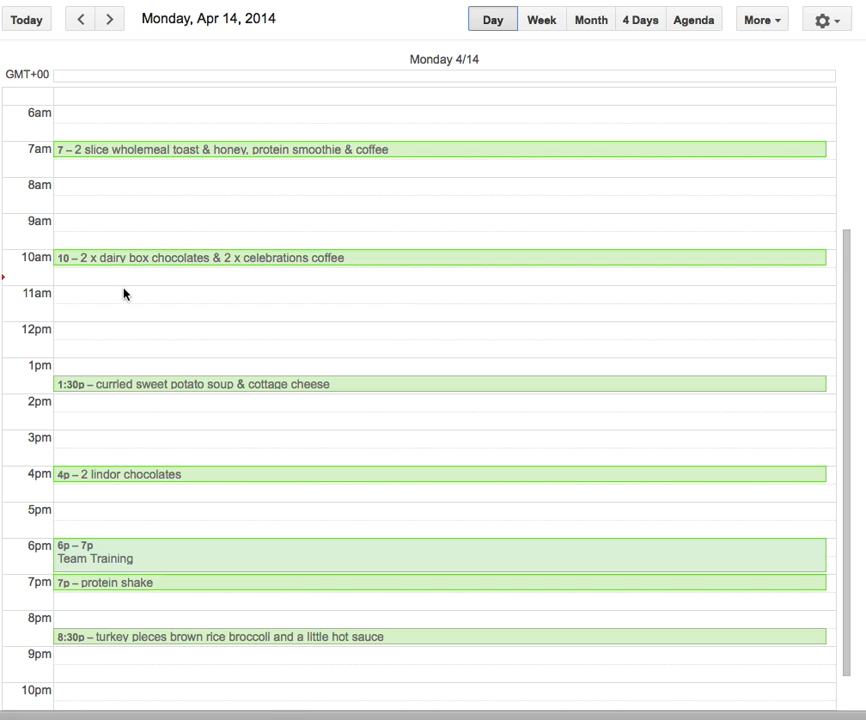 Today
Monday, Apr 14, 2014
Day Week Month 4 Days Agenda More
Monday 4/14
GMT+00
6am
7am 7 – 2 slice wholemeal toast & honey, protein smoothie & coffee
8am
9am
10am 10 – 2 x dairy box chocolates & 2 x celebrations coffee
11am
12pm
1pm
1:30p – curried sweet potato soup & cottage cheese
2pm
3pm
4pm 4p – 2 lindor chocolates
5pm
6pm 6p – 7p
Team Training
7pm 7p – protein shake
8pm
8:30p – turkey pieces brown rice broccoli and a little hot sauce
9pm
10pm